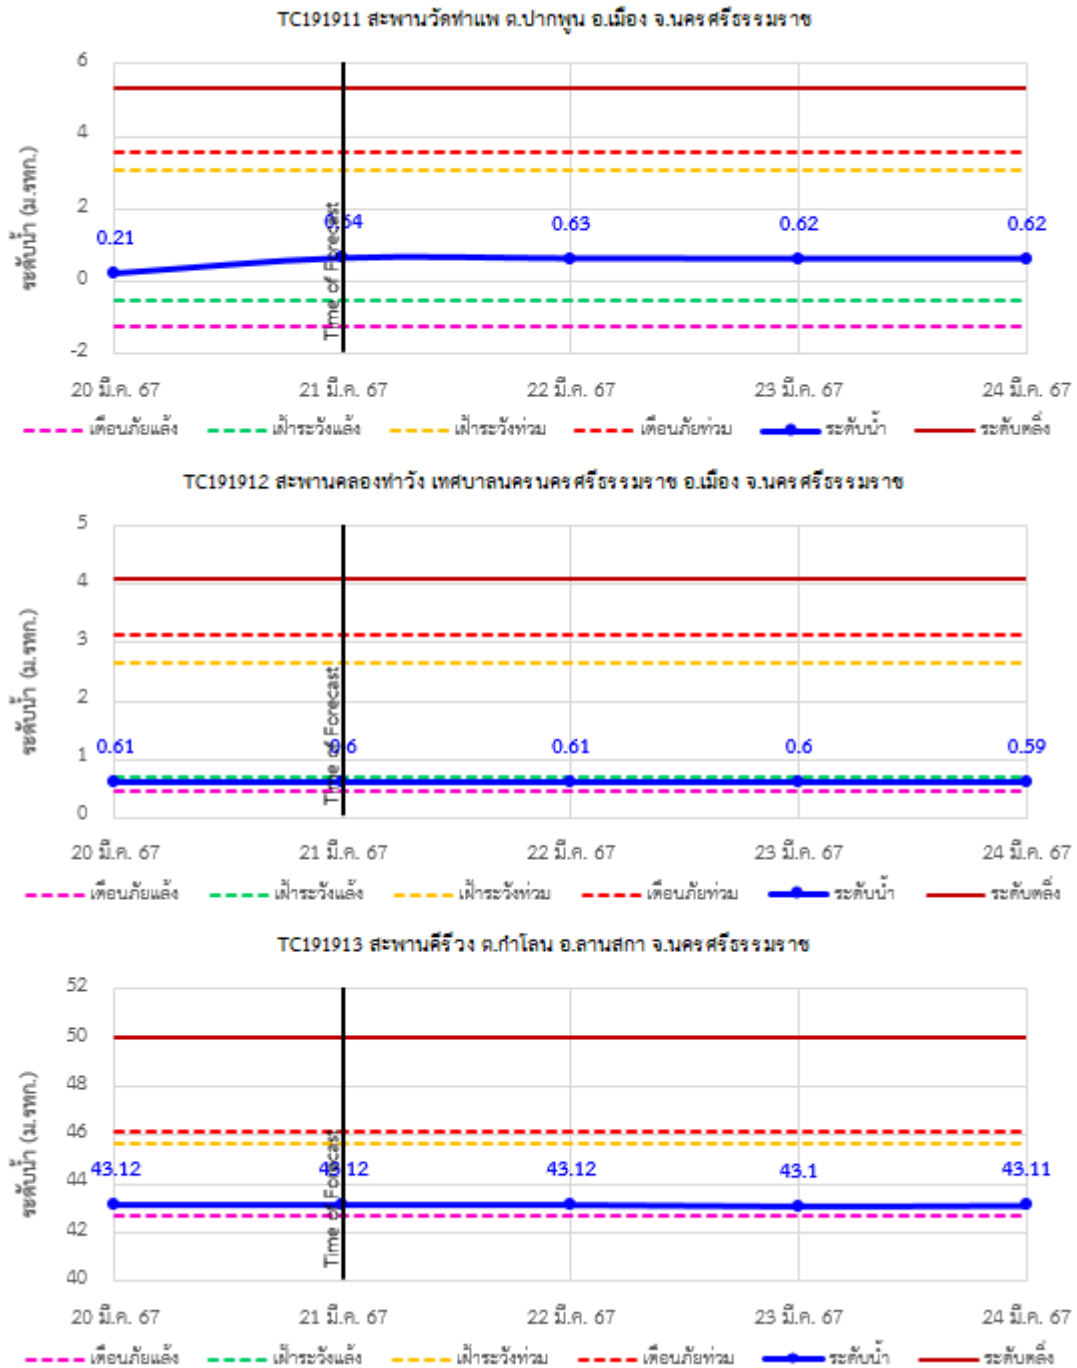 TC191911 สะพานวัดท่าแพ ต.ปากพูน อ.เมือง จ.นครศรีธรรมราช
ระดับน้ำ (ม.รทก.)
6
4
2
0
-2
0.21
0.64
0.63
0.62
0.62
Time of Forecast
20 มี.ค. 67
21 มี.ค. 67
22 มี.ค. 67
23 มี.ค. 67
24 มี.ค. 67
เตือนภัยแล้ง
เฝ้าระวังแล้ง
เฝ้าระวังท่วม
เตือนภัยท่วม
ระดับน้ำ
ระดับตลิ่ง
TC191912 สะพานคลองท่าวัง เทศบาลนครนครศรีธรรมราช อ.เมือง จ.นครศรีธรรมราช
ระดับน้ำ (ม.รทก.)
5
4
3
2
1
0
0.61
0.6
0.61
0.6
0.59
Time of Forecast
20 มี.ค. 67
21 มี.ค. 67
22 มี.ค. 67
23 มี.ค. 67
24 มี.ค. 67
เตือนภัยแล้ง
เฝ้าระวังแล้ง
เฝ้าระวังท่วม
เตือนภัยท่วม
ระดับน้ำ
ระดับตลิ่ง
TC191913 สะพานคีรีวง ต.กำโลน อ.ลานสกา จ.นครศรีธรรมราช
ระดับน้ำ (ม.รทก.)
52
50
48
46
44
42
40
43.12
43.12
43.12
43.1
43.11
Time of Forecast
20 มี.ค. 67
21 มี.ค. 67
22 มี.ค. 67
23 มี.ค. 67
24 มี.ค. 67
เตือนภัยแล้ง
เฝ้าระวังแล้ง
เฝ้าระวังท่วม
เตือนภัยท่วม
ระดับน้ำ
ระดับตลิ่ง